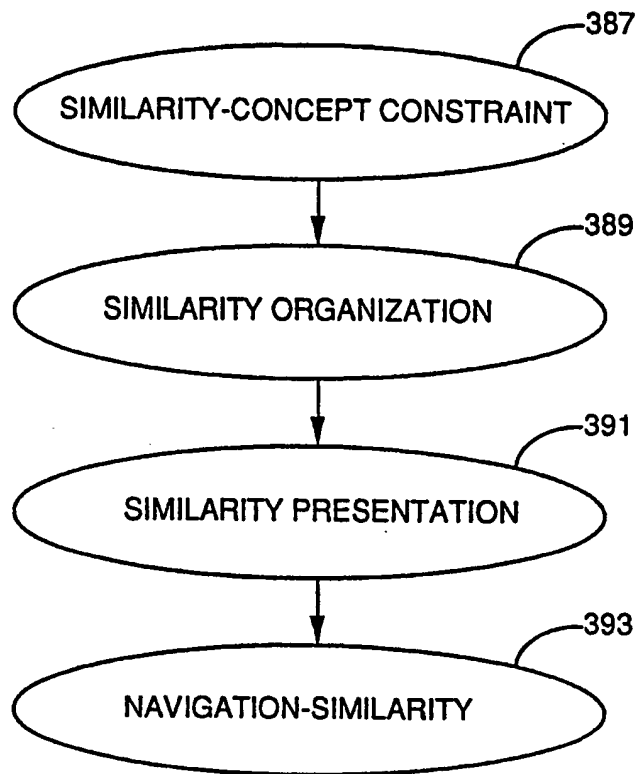 387
SIMILARITY-CONCEPT CONSTRAINT
389
SIMILARITY ORGANIZATION
391
SIMILARITY PRESENTATION
393
NAVIGATION-SIMILARITY